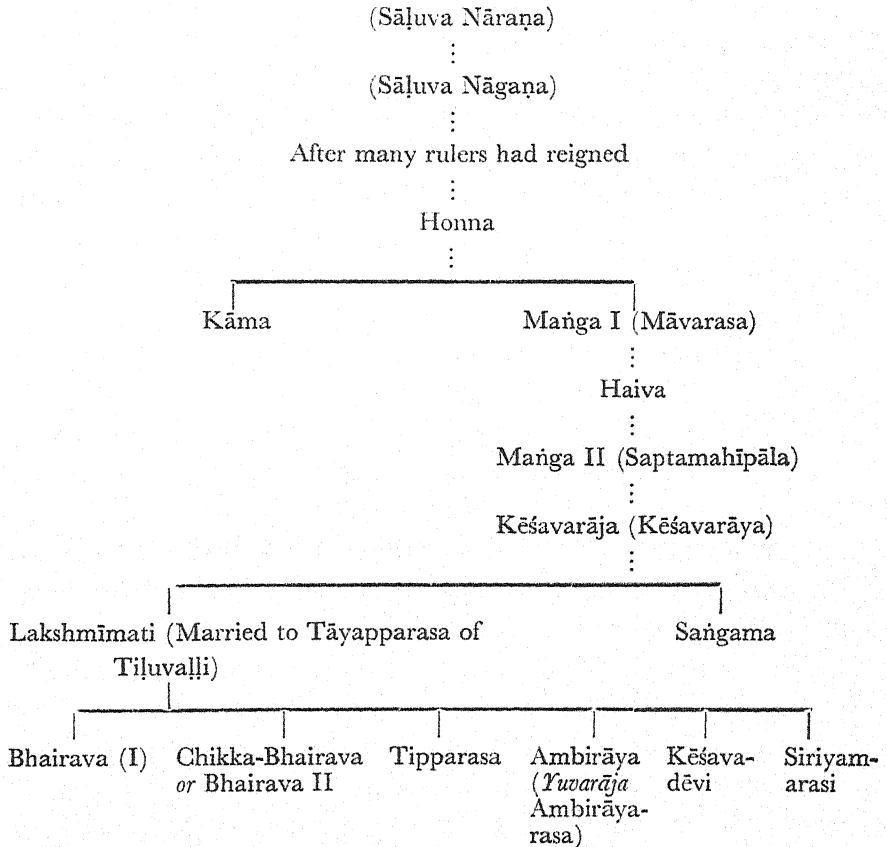 (Sāḷuva Nāraṇa)
(Sāḷuva Nāgaṇa)
After many rulers had reigned
Honna
Kāma Maṅga I (Māvarasa)
Haiva
Maṅga II (Saptamahīpāla)
Kēśavarāja (Kēśavarāya)
Lakshmīmati (Married to Tāyapparasa of Saṅgama
Tiḷuvaḷḷi)
Bhairava (I) Chikka-Bhairava Tipparasa Ambirāya Kēśava- Siriyam-
or Bhairava II (Yuvarāja dēvi arasi
Ambirāya-
rasa)